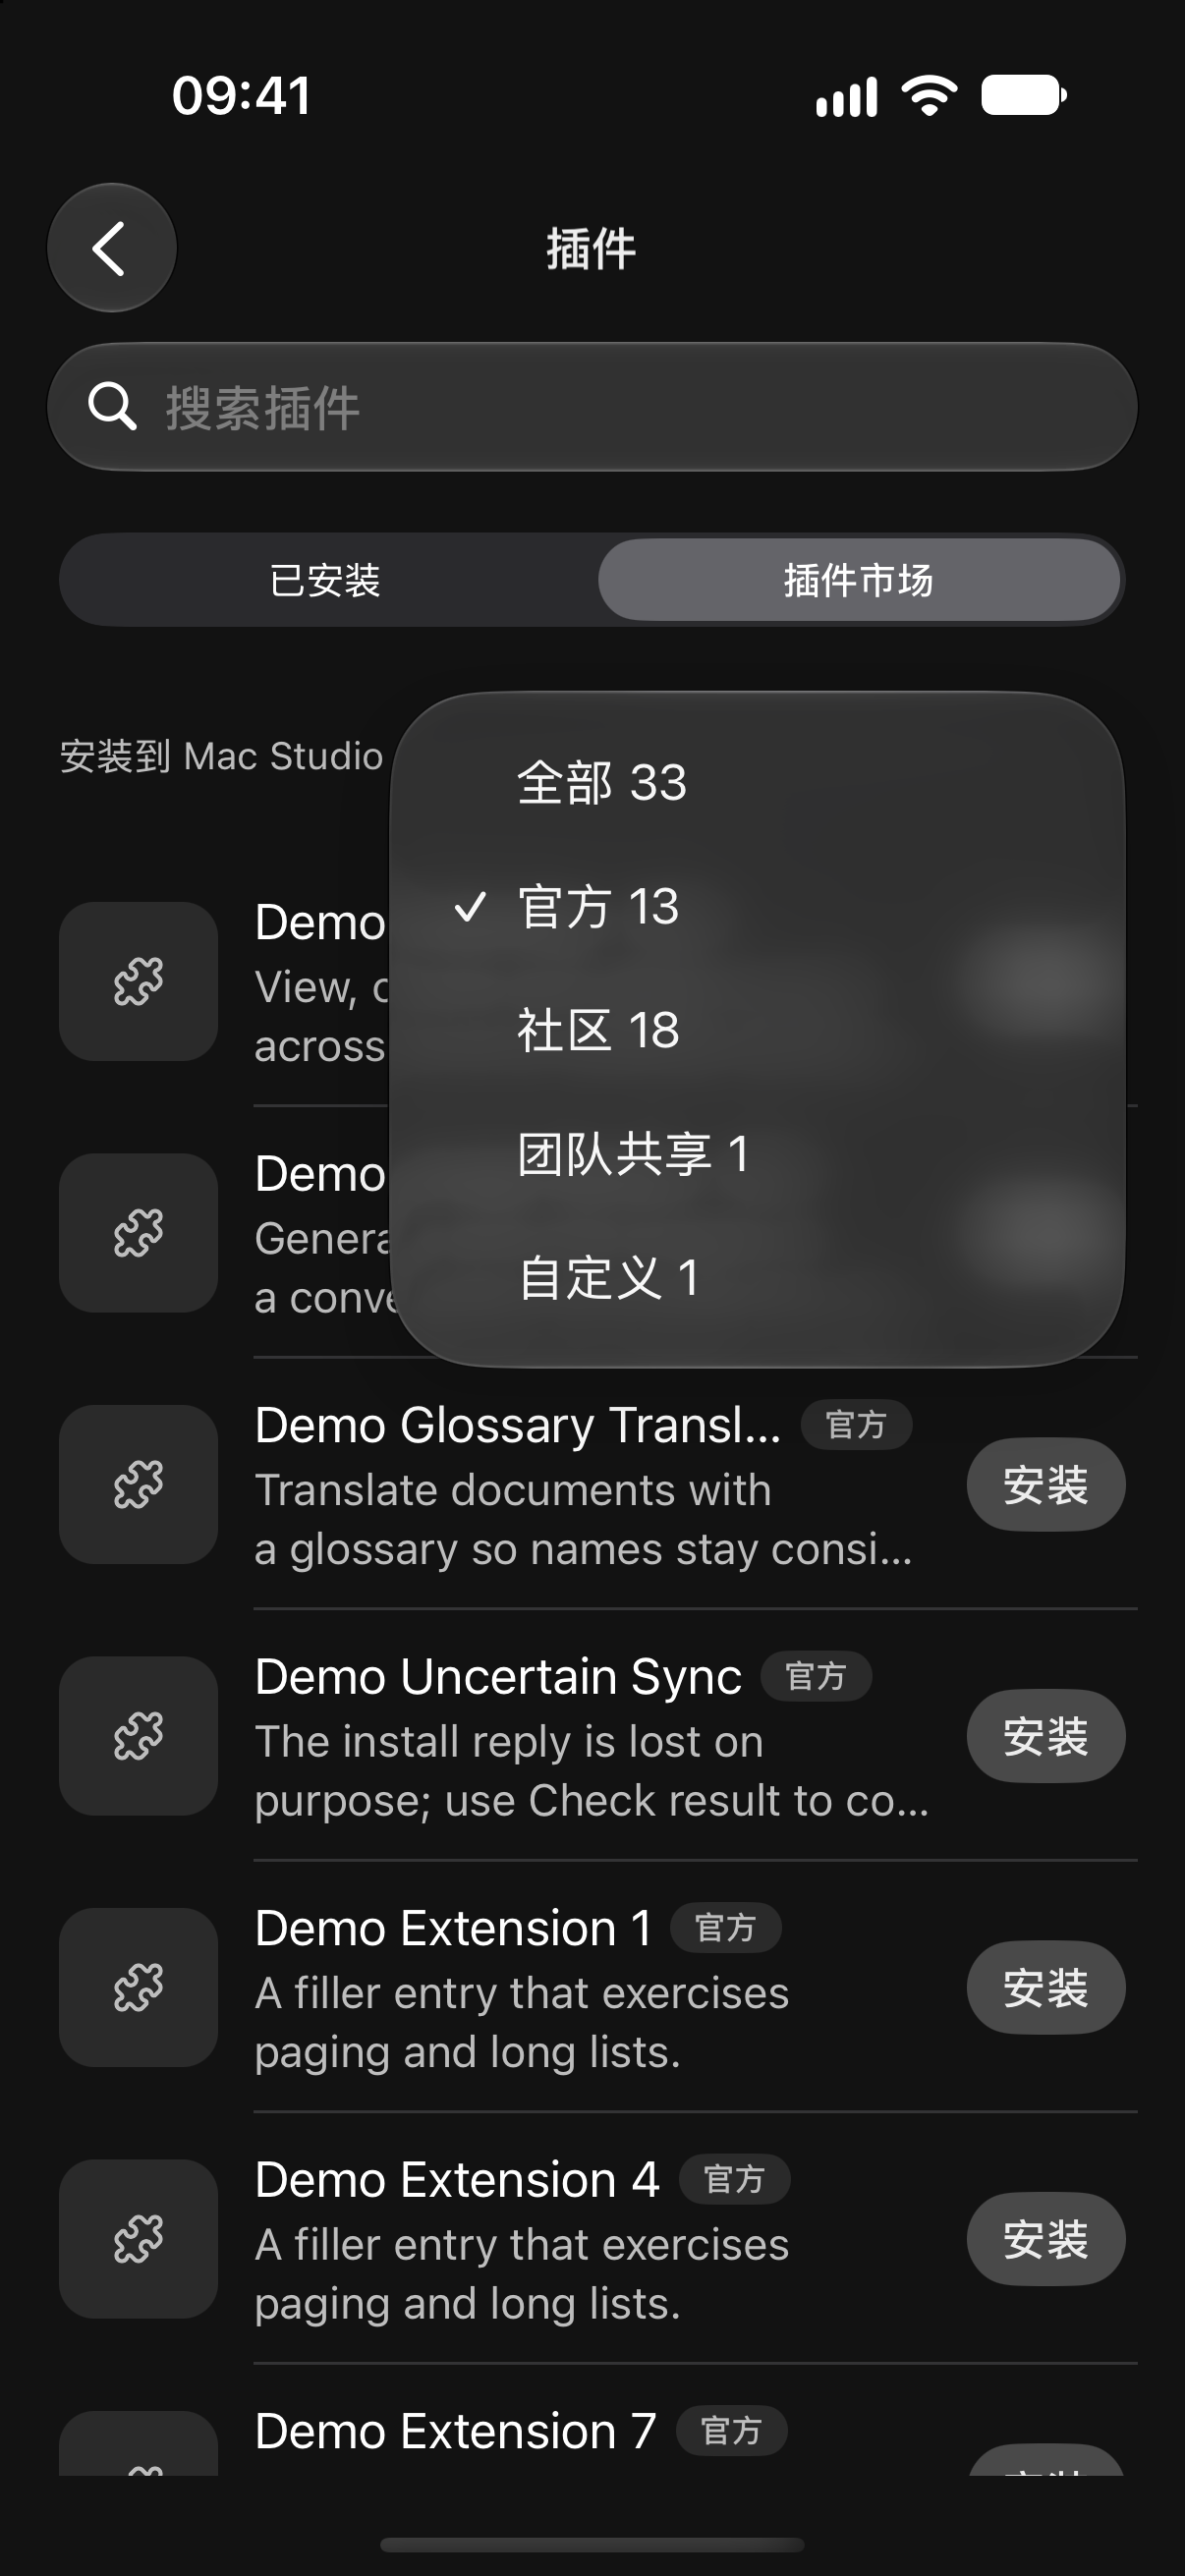 09:41
插件
搜索插件
已安装
插件市场
安装到 Mac Studio
全部 33
官方 13
社区 18
团队共享 1
自定义 1
Demo
View,
across
Demo
a
Demo Glossary Transl... 官方
Translate documents with
a glossary so names stay consi...
安装
Demo Uncertain Sync 官方
The install reply is lost on
purpose; use Check result to co...
安装
Demo Extension 1 官方
A filler entry that exercises
paging and long lists.
安装
Demo Extension 4 官方
A filler entry that exercises
paging and long lists.
安装
Demo Extension 7 官方